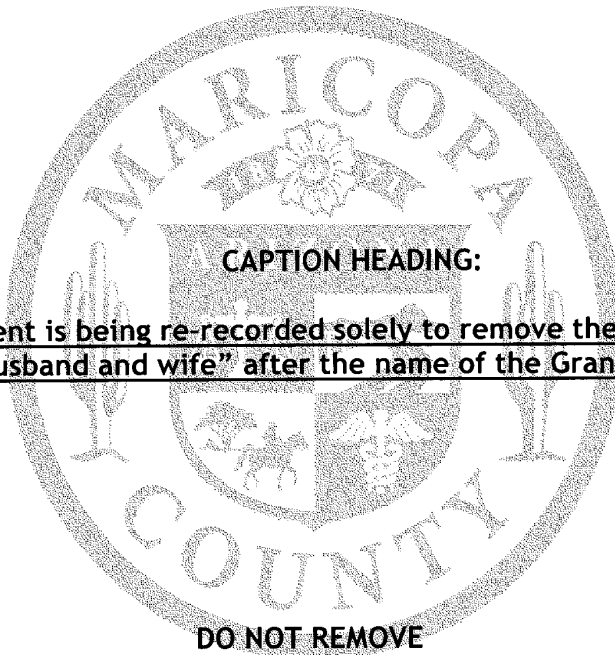 MARICOPA
CAPTION HEADING:
ent is being re-recorded solely to remove the
usband and wife” after the name of the Gran
COUNTY
DO NOT REMOVE